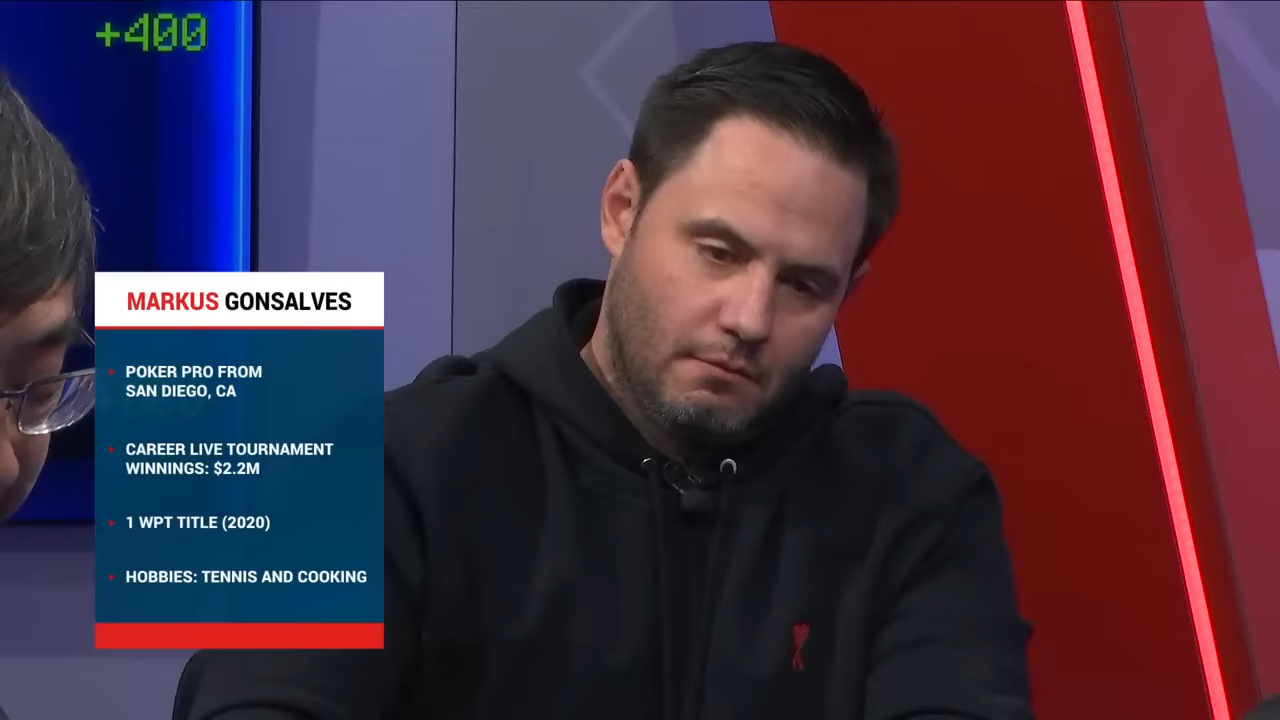 +400
MARKUS GONSALVES
POKER PRO FROM
SAN DIEGO, CA
CAREER LIVE TOURNAMENT
WINNINGS: $2.2M
1 WPT TITLE (2020)
HOBBIES: TENNIS AND COOKING